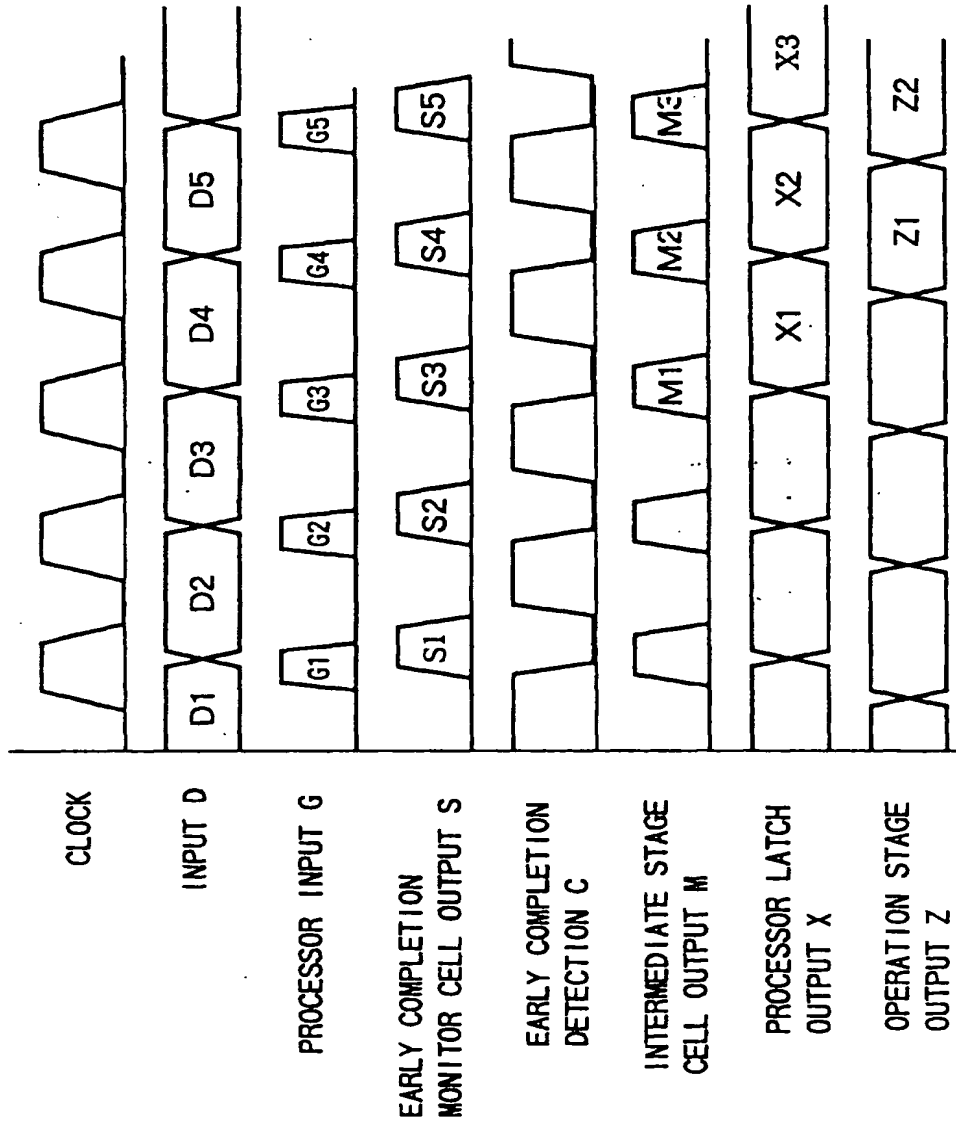 CLOCK
INPUT D
D1 D2 D3 D4 D5
PROCESSOR INPUT G
G1 G2 G3 G4 G5
EARLY COMPLETION
MONITOR CELL OUTPUT S
S1 S2 S3 S4 S5
EARLY COMPLETION
DETECTION C
INTERMEDIATE STAGE
CELL OUTPUT M
M1 M2 M3
PROCESSOR LATCH
OUTPUT X
X1 X2 X3
OPERATION STAGE
OUTPUT Z
Z1 Z2